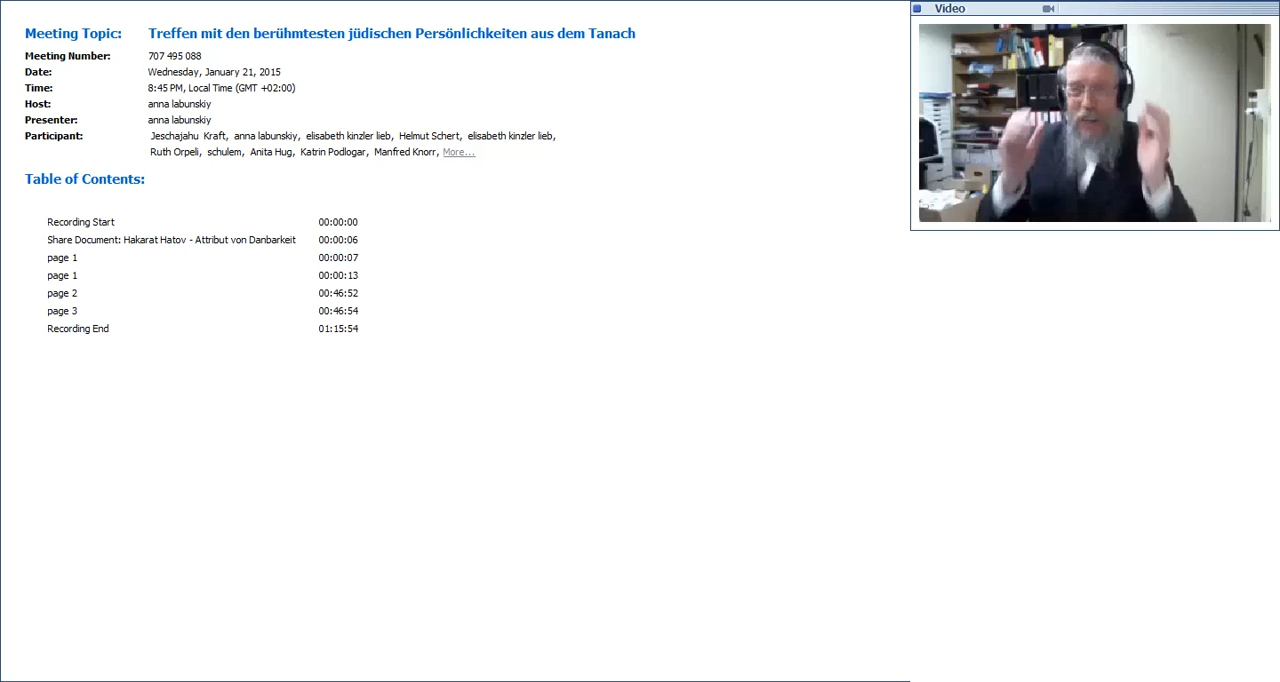 Meeting Topic: Treffen mit den berühmtesten jüdischen Persönlichkeiten aus dem Tanach
Meeting Number: 707 495 088
Date: Wednesday, January 21, 2015
Time: 8:45 PM, Local Time (GMT +02:00)
Host: anna labunskiy
Presenter: anna labunskiy
Participant: Jeschajahu Kraft, anna labunskiy, elisabeth kinzler lieb, Helmut Schert, elisabeth kinzler lieb,
Ruth Orpeli, schulem, Anita Hug, Katrin Podlogar, Manfred Knorr, More...
Table of Contents:
Recording Start 00:00:00
Share Document: Hakarat Hatov - Attribut von Danbarkeit 00:00:06
page 1 00:00:07
page 1 00:00:13
page 2 00:46:52
page 3 00:46:54
Recording End 01:15:54
Video